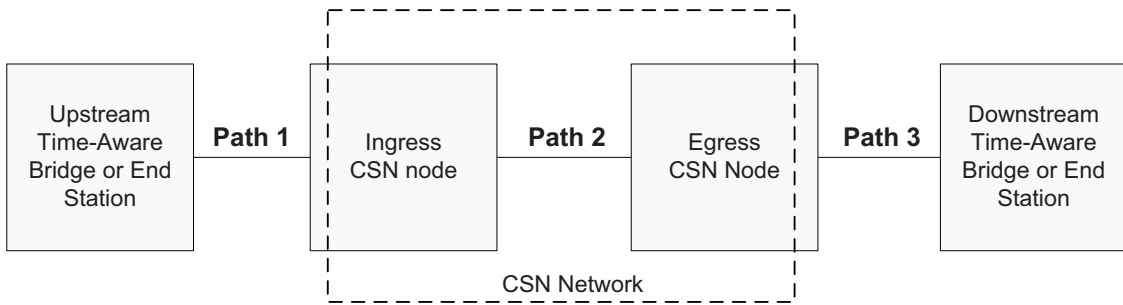 Upstream
Time-Aware
Bridge or End
Station
Path 1
Ingress
CSN node
Path 2
Egress
CSN Node
Path 3
Downstream
Time-Aware
Bridge or End
Station
CSN Network